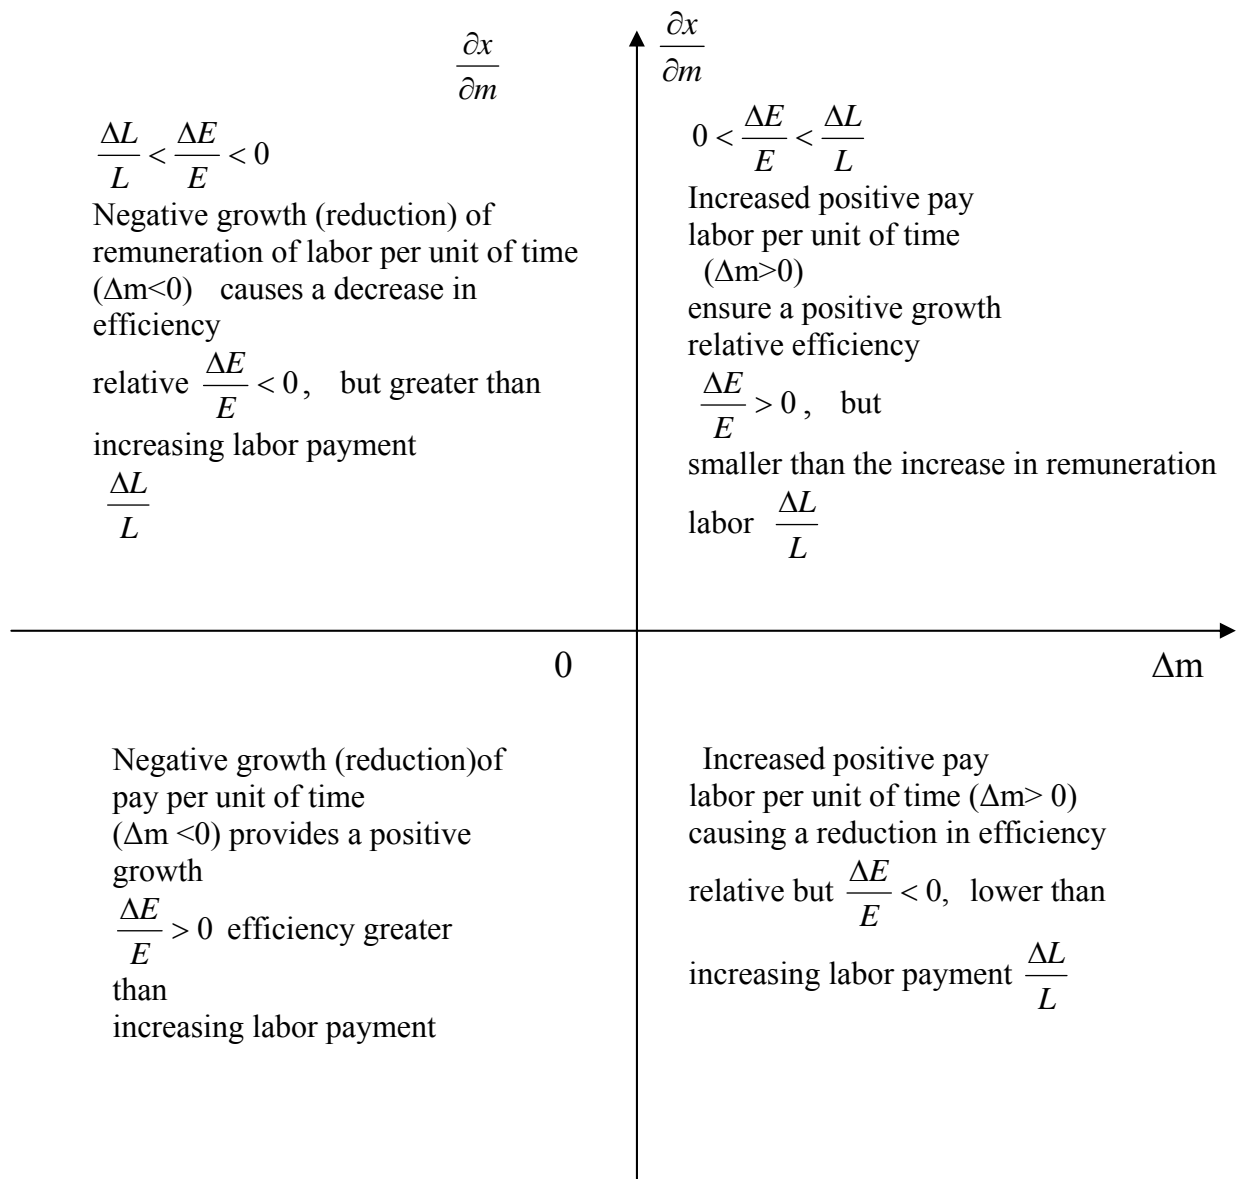 ∂x/∂m
∂x/∂m
ΔL/L < ΔE/E < 0
Negative growth (reduction) of
remuneration of labor per unit of time
(Δm<0) causes a decrease in
efficiency
relative ΔE/E < 0, but greater than
increasing labor payment
ΔL/L
0 < ΔE/E < ΔL/L
Increased positive pay
labor per unit of time
(Δm>0)
ensure a positive growth
relative efficiency
ΔE/E > 0, but
smaller than the increase in remuneration
labor ΔL/L
0
Δm
Negative growth (reduction)of
pay per unit of time
(Δm <0) provides a positive
growth
ΔE/E > 0 efficiency greater
than
increasing labor payment
Increased positive pay
labor per unit of time (Δm> 0)
causing a reduction in efficiency
relative but ΔE/E < 0, lower than
increasing labor payment ΔL/L